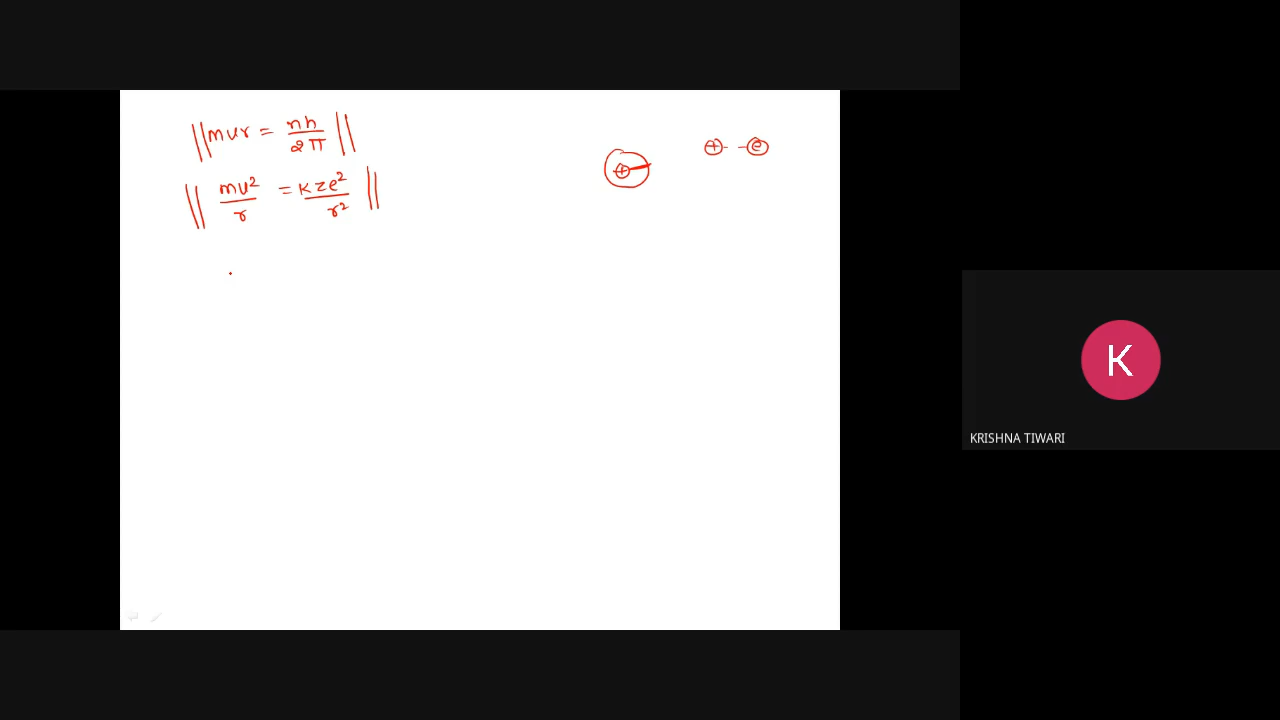 ||mvr = nh/2π||
|| mv²/r = kze²/r² ||
+
+ - - e
K
KRISHNA TIWARI